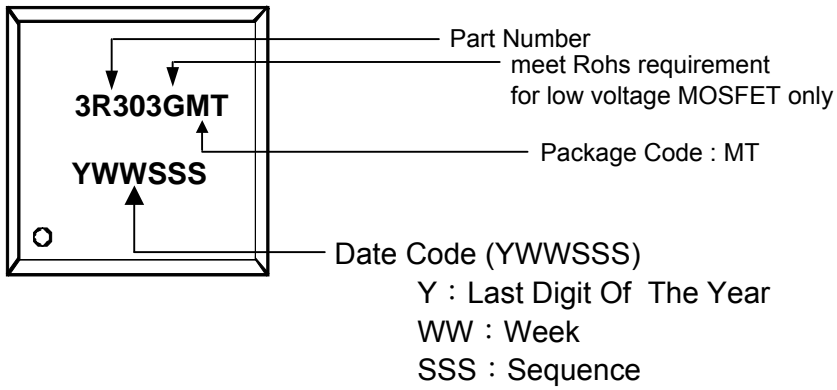 Part Number
meet Rohs requirement
for low voltage MOSFET only
3R303GMT
Package Code : MT
YWWSSS
Date Code (YWWSSS)
Y：Last Digit Of The Year
WW：Week
SSS：Sequence